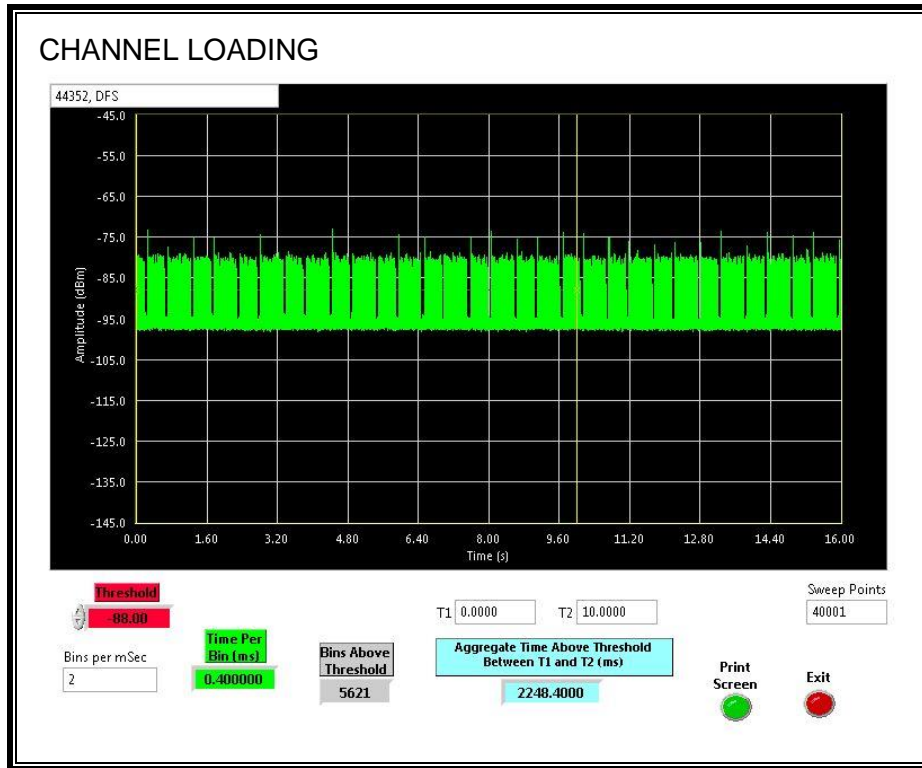 CHANNEL LOADING
44352, DFS
-45.0
-55.0
-65.0
-75.0
-85.0
-95.0
-105.0
-115.0
-125.0
-135.0
-145.0
Amplitude (dBm)
0.00 1.60 3.20 4.80 6.40 8.00 9.60 11.20 12.80 14.40 16.00
Time (s)
Threshold
-88.00
Bins per mSec
2
Time Per
Bin (ms)
0.400000
Bins Above
Threshold
5621
T1 0.0000 T2 10.0000
Aggregate Time Above Threshold
Between T1 and T2 (ms)
2248.4000
Sweep Points
40001
Print
Screen
Exit